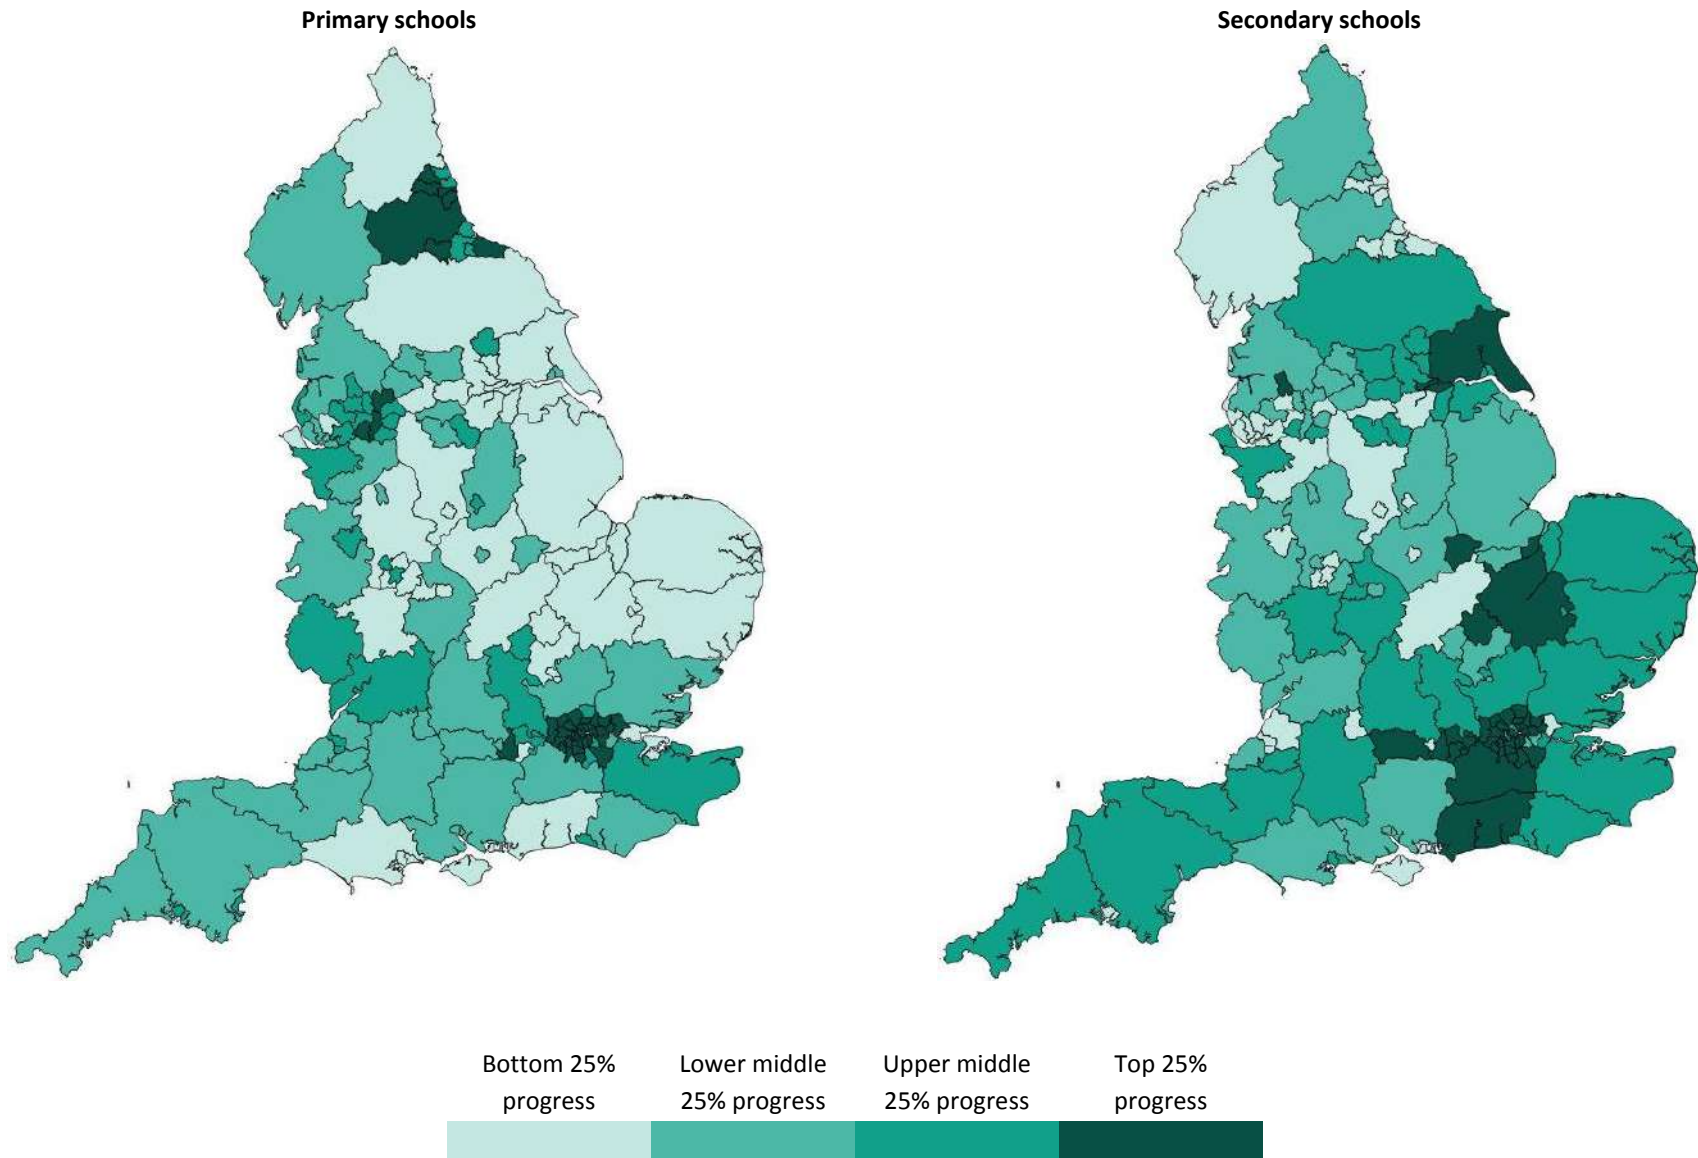 Primary schools
Secondary schools
Bottom 25%
progress
Lower middle
25% progress
Upper middle
25% progress
Top 25%
progress